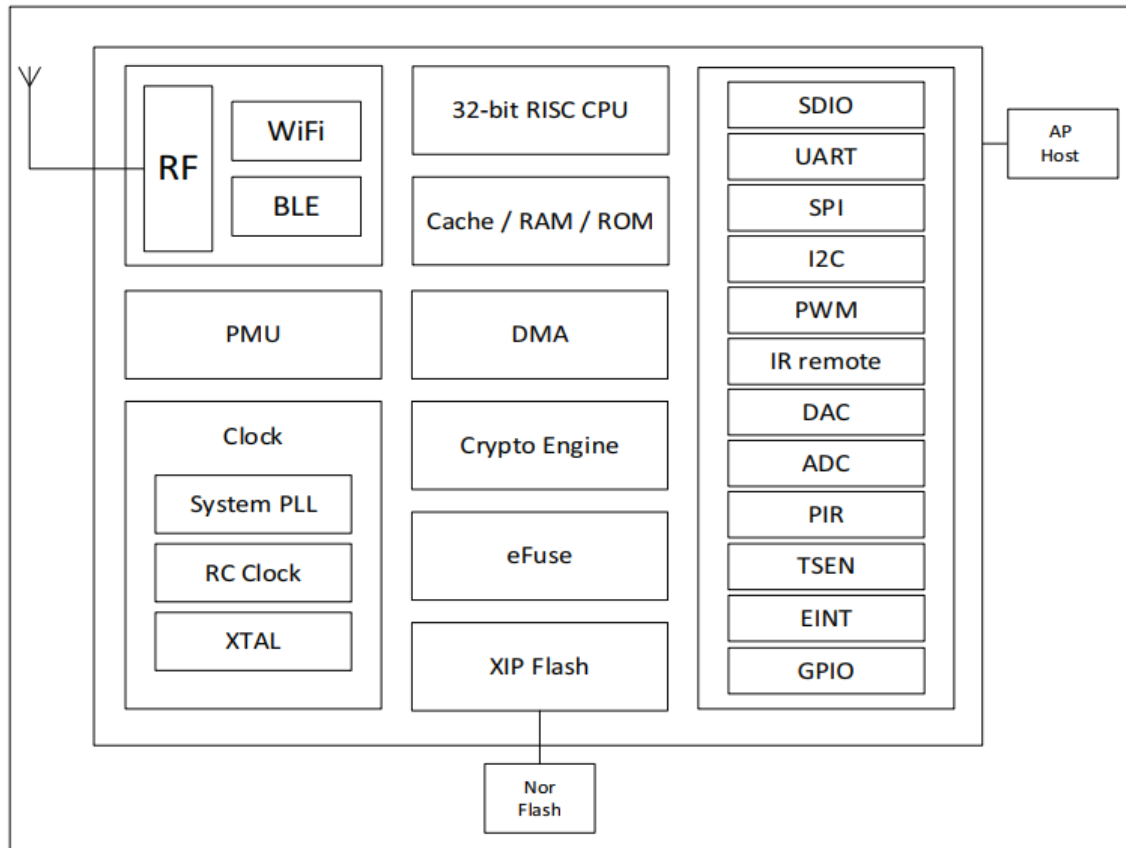 RF
WiFi
BLE
PMU
Clock
System PLL
RC Clock
XTAL
32-bit RISC CPU
Cache / RAM / ROM
DMA
Crypto Engine
eFuse
XIP Flash
Nor
Flash
SDIO
UART
SPI
I2C
PWM
IR remote
DAC
ADC
PIR
TSEN
EINT
GPIO
AP
Host